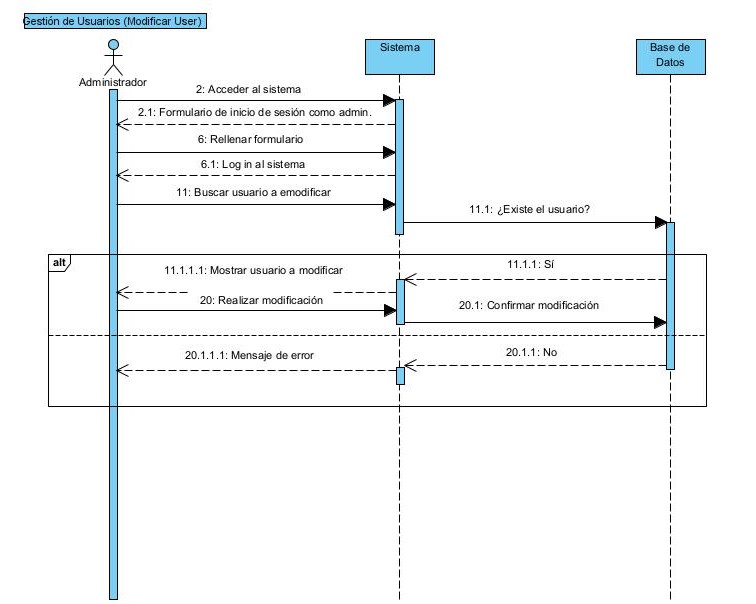 Gestión de Usuarios (Modificar User)
Sistema
Base de
Datos
Administrador
2: Acceder al sistema
2.1: Formulario de inicio de sesión como admin.
6: Rellenar formulario
6.1: Log in al sistema
11: Buscar usuario a emodificar
11.1: ¿Existe el usuario?
alt
11.1.1: Sí
11.1.1.1: Mostrar usuario a modificar
20: Realizar modificación
20.1: Confirmar modificación
20.1.1: No
20.1.1.1: Mensaje de error